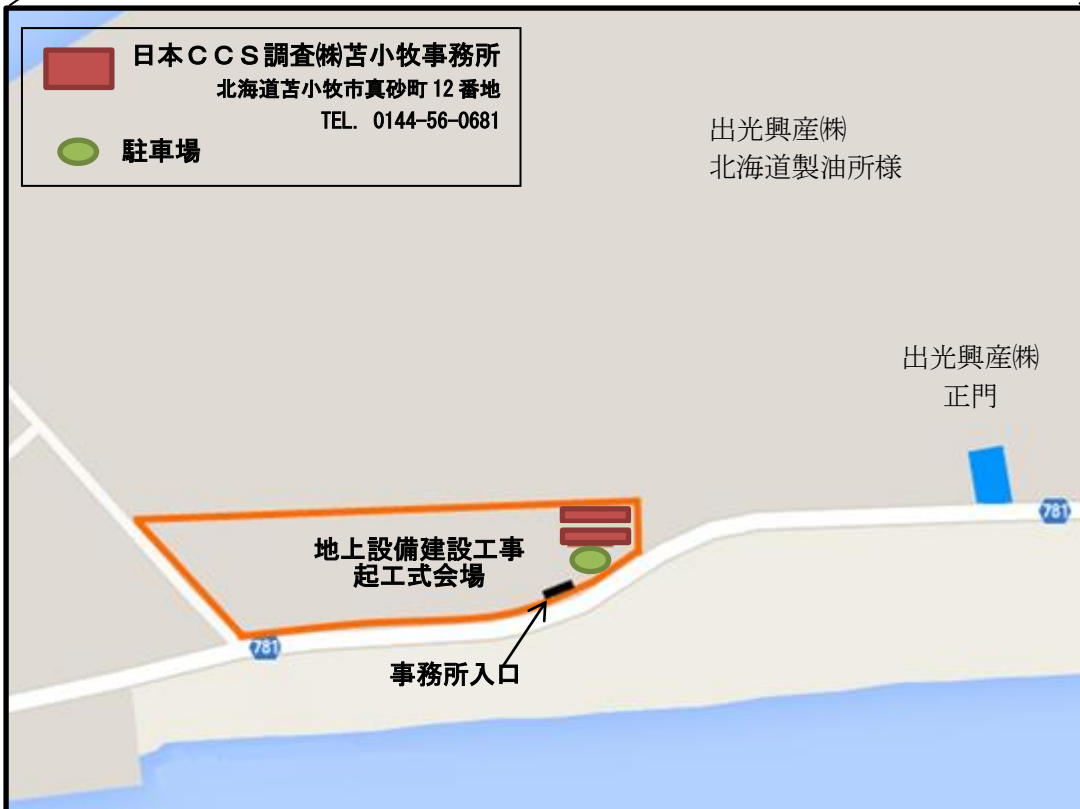 日本CCS調査㈱苫小牧事務所
北海道苫小牧市真砂町12番地
TEL. 0144-56-0681
駐車場
出光興産㈱
北海道製油所様
出光興産㈱
正門
781
地上設備建設工事
起工式会場
781
事務所入口